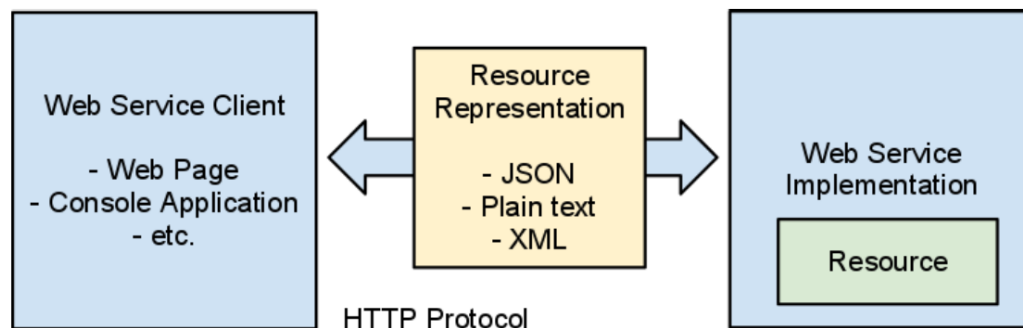 Web Service Client
- Web Page
- Console Application
- etc.
Resource
Representation
- JSON
- Plain text
- XML
HTTP Protocol
Web Service
Implementation
Resource